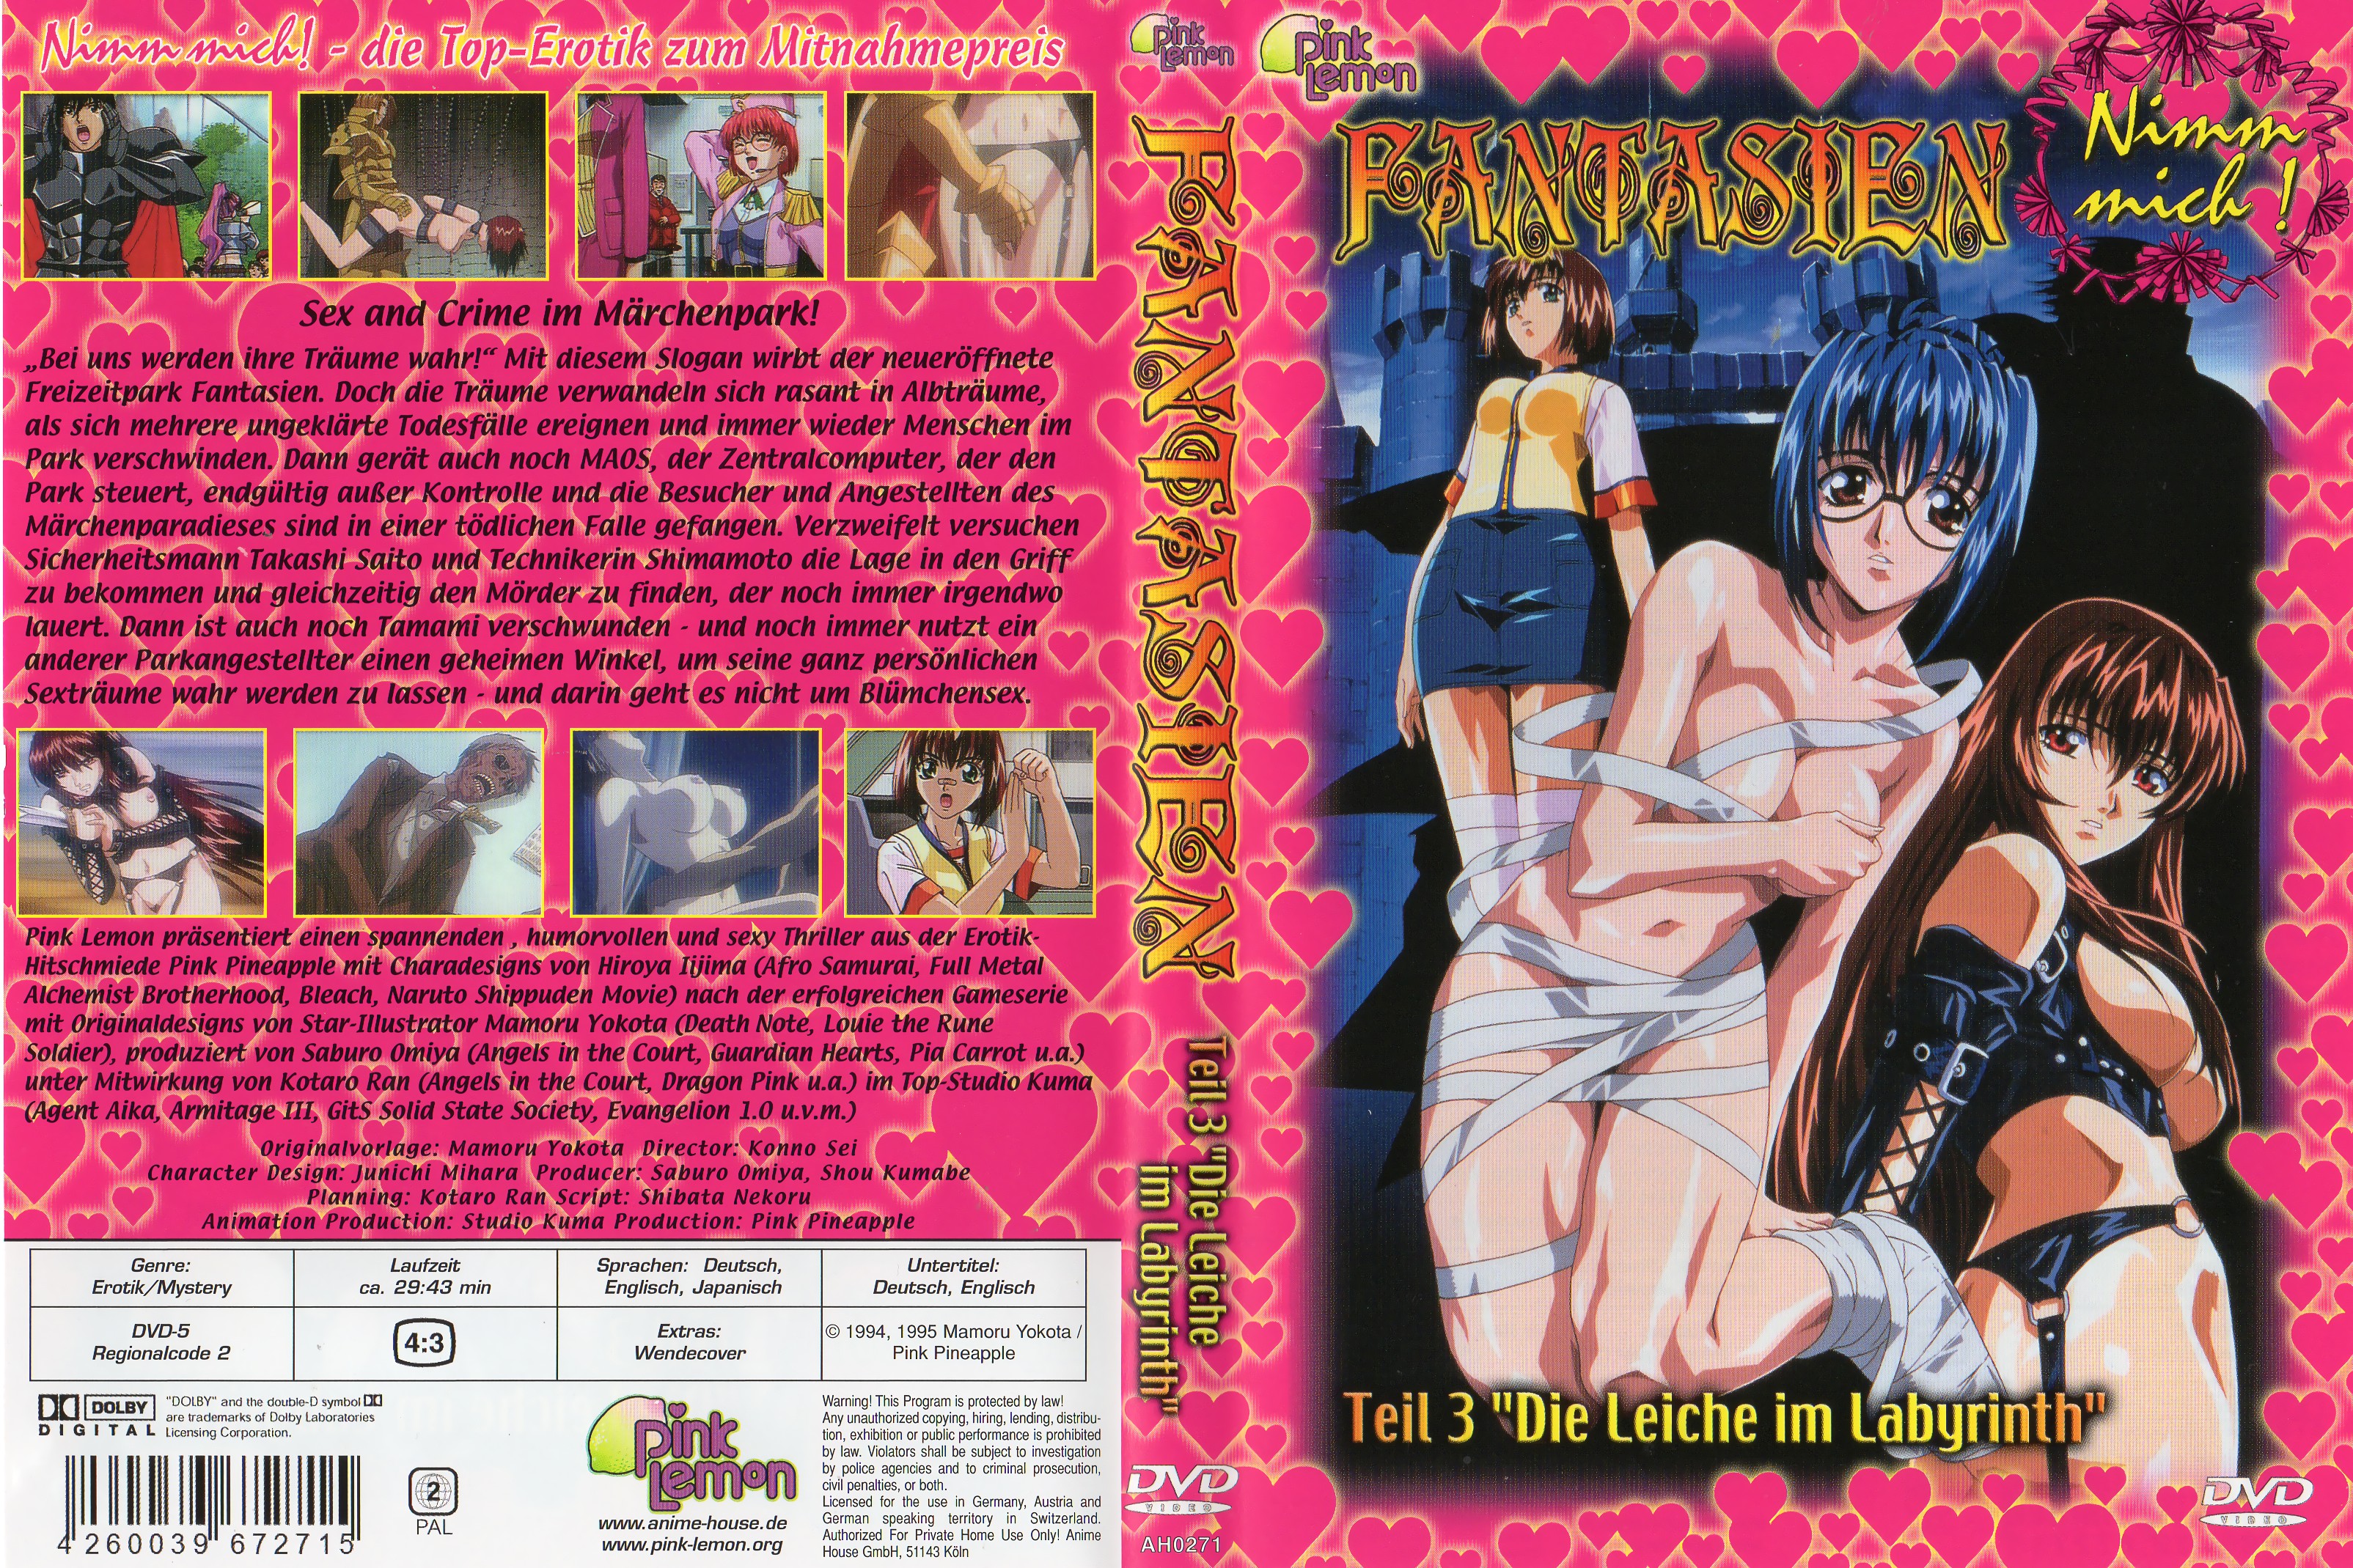 Nimm mich! - die Top-Erotik zum Mitnahmepreis
Sex and Crime im Märchenpark!
„Bei uns werden ihre Träume wahr!“ Mit diesem Slogan wirbt der neueröffnete
Freizeitpark Fantasien. Doch die Träume verwandeln sich rasant in Albträume,
als sich mehrere ungeklärte Todesfälle ereignen und immer wieder Menschen im
Park verschwinden. Dann gerät auch noch MAOS, der Zentralcomputer, der den
Park steuert, endgültig außer Kontrolle und die Besucher und Angestellten des
Märchenparadieses sind in einer tödlichen Falle gefangen. Verzweifelt versuchen
Sicherheitsmann Takashi Saito und Technikerin Shimamoto die Lage in den Griff
zu bekommen und gleichzeitig den Mörder zu finden, der noch immer irgendwo
lauert. Dann ist auch noch Tamami verschwunden - und noch immer nutzt ein
anderer Parkangestellter einen geheimen Winkel, um seine ganz persönlichen
Sexträume wahr werden zu lassen - und darin geht es nicht um Blümchensex.
Pink Lemon präsentiert einen spannenden , humorvollen und sexy Thriller aus der Erotik-
Hitschmiede Pink Pineapple mit Charadesigns von Hiroya Iijima (Afro Samurai, Full Metal
Alchemist Brotherhood, Bleach, Naruto Shippuden Movie) nach der erfolgreichen Gameserie
mit Originaldesigns von Star-Illustrator Mamoru Yokota (Death Note, Louie the Rune
Soldier), produziert von Saburo Omiya (Angels in the Court, Guardian Hearts, Pia Carrot u.a.)
unter Mitwirkung von Kotaro Ran (Angels in the Court, Dragon Pink u.a.) im Top-Studio Kuma
(Agent Aika, Armitage III, GitS Solid State Society, Evangelion 1.0 u.v.m.)
Originalvorlage: Mamoru Yokota Director: Konno Sei
Character Design: Junichi Mihara Producer: Saburo Omiya, Shou Kumabe
Planning: Kotaro Ran Script: Shibata Nekoru
Animation Production: Studio Kuma Production: Pink Pineapple
Genre:
Erotik/Mystery
Laufzeit
ca. 29:43 min
Sprachen: Deutsch,
Englisch, Japanisch
Untertitel:
Deutsch, Englisch
DVD-5
Regionalcode 2
4:3
Extras:
Wendecover
© 1994, 1995 Mamoru Yokota /
Pink Pineapple
DOLBY
DIGITAL
"DOLBY" and the double-D symbol
are trademarks of Dolby Laboratories
Licensing Corporation.
4 260039 672715
2
PAL
Pink
Lemon
www.anime-house.de
www.pink-lemon.org
Warning! This Program is protected by law!
Any unauthorized copying, hiring, lending, distribu-
tion, exhibition or public performance is prohibited
by law. Violators shall be subject to investigation
by police agencies and to criminal prosecution,
civil penalties, or both.
Licensed for the use in Germany, Austria and
German speaking territory in Switzerland.
Authorized For Private Home Use Only! Anime
House GmbH, 51143 Köln
Pink
Lemon
FANTASIEN
Teil 3 "Die Leiche
im Labyrinth"
DVD
VIDEO
AH0271
Pink
Lemon
FANTASIEN
Nimm
mich !
Teil 3 "Die Leiche im Labyrinth"
DVD
VIDEO